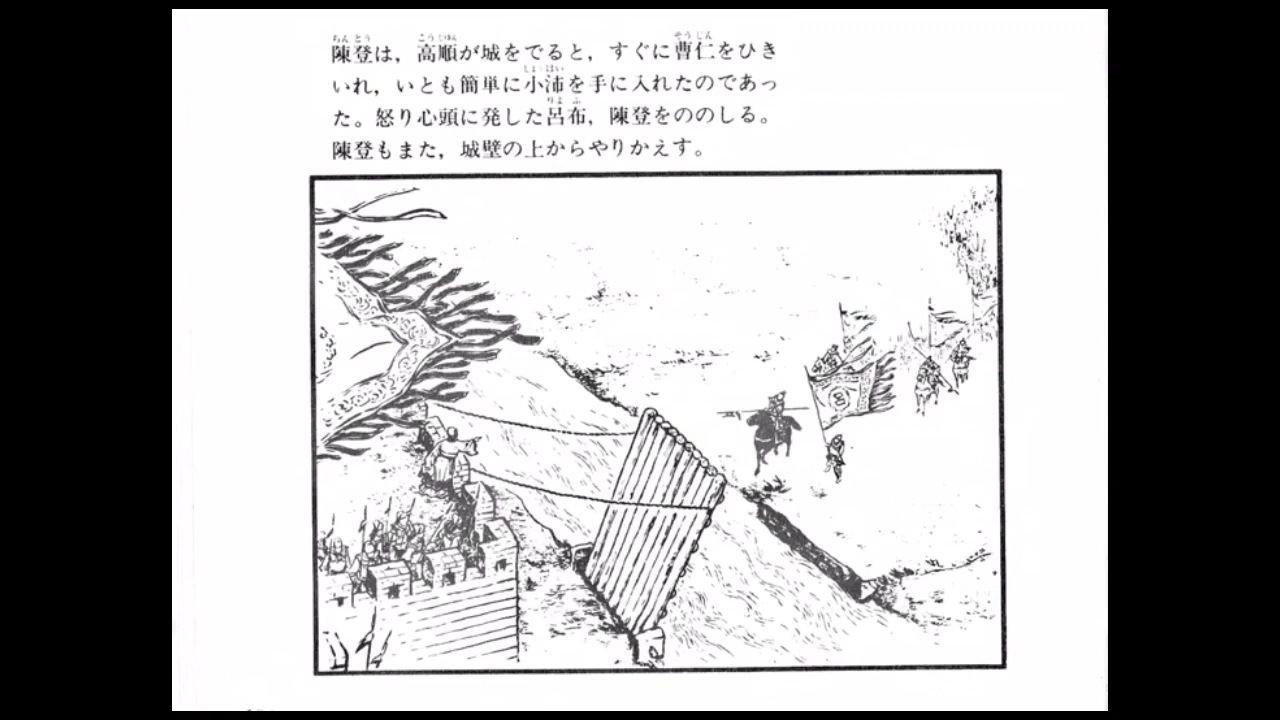 陳登は，高順が城をでると，すぐに曹仁をひき
いれ，いとも簡単に小沛を手に入れたのであっ
た。怒り心頭に発した呂布，陳登をののしる。
陳登もまた，城壁の上からやりかえす。